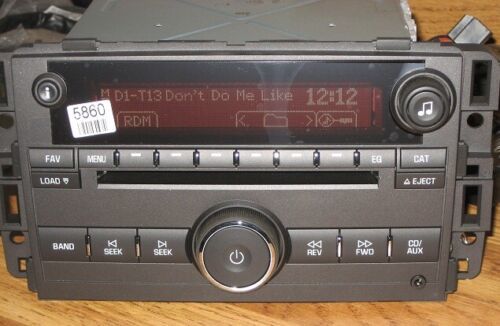 M D1-T13 Don't Do Me Like 12:12
RDM
5860
FAV MENU EQ CAT
LOAD EJECT
BAND SEEK SEEK REV FWD CD/AUX